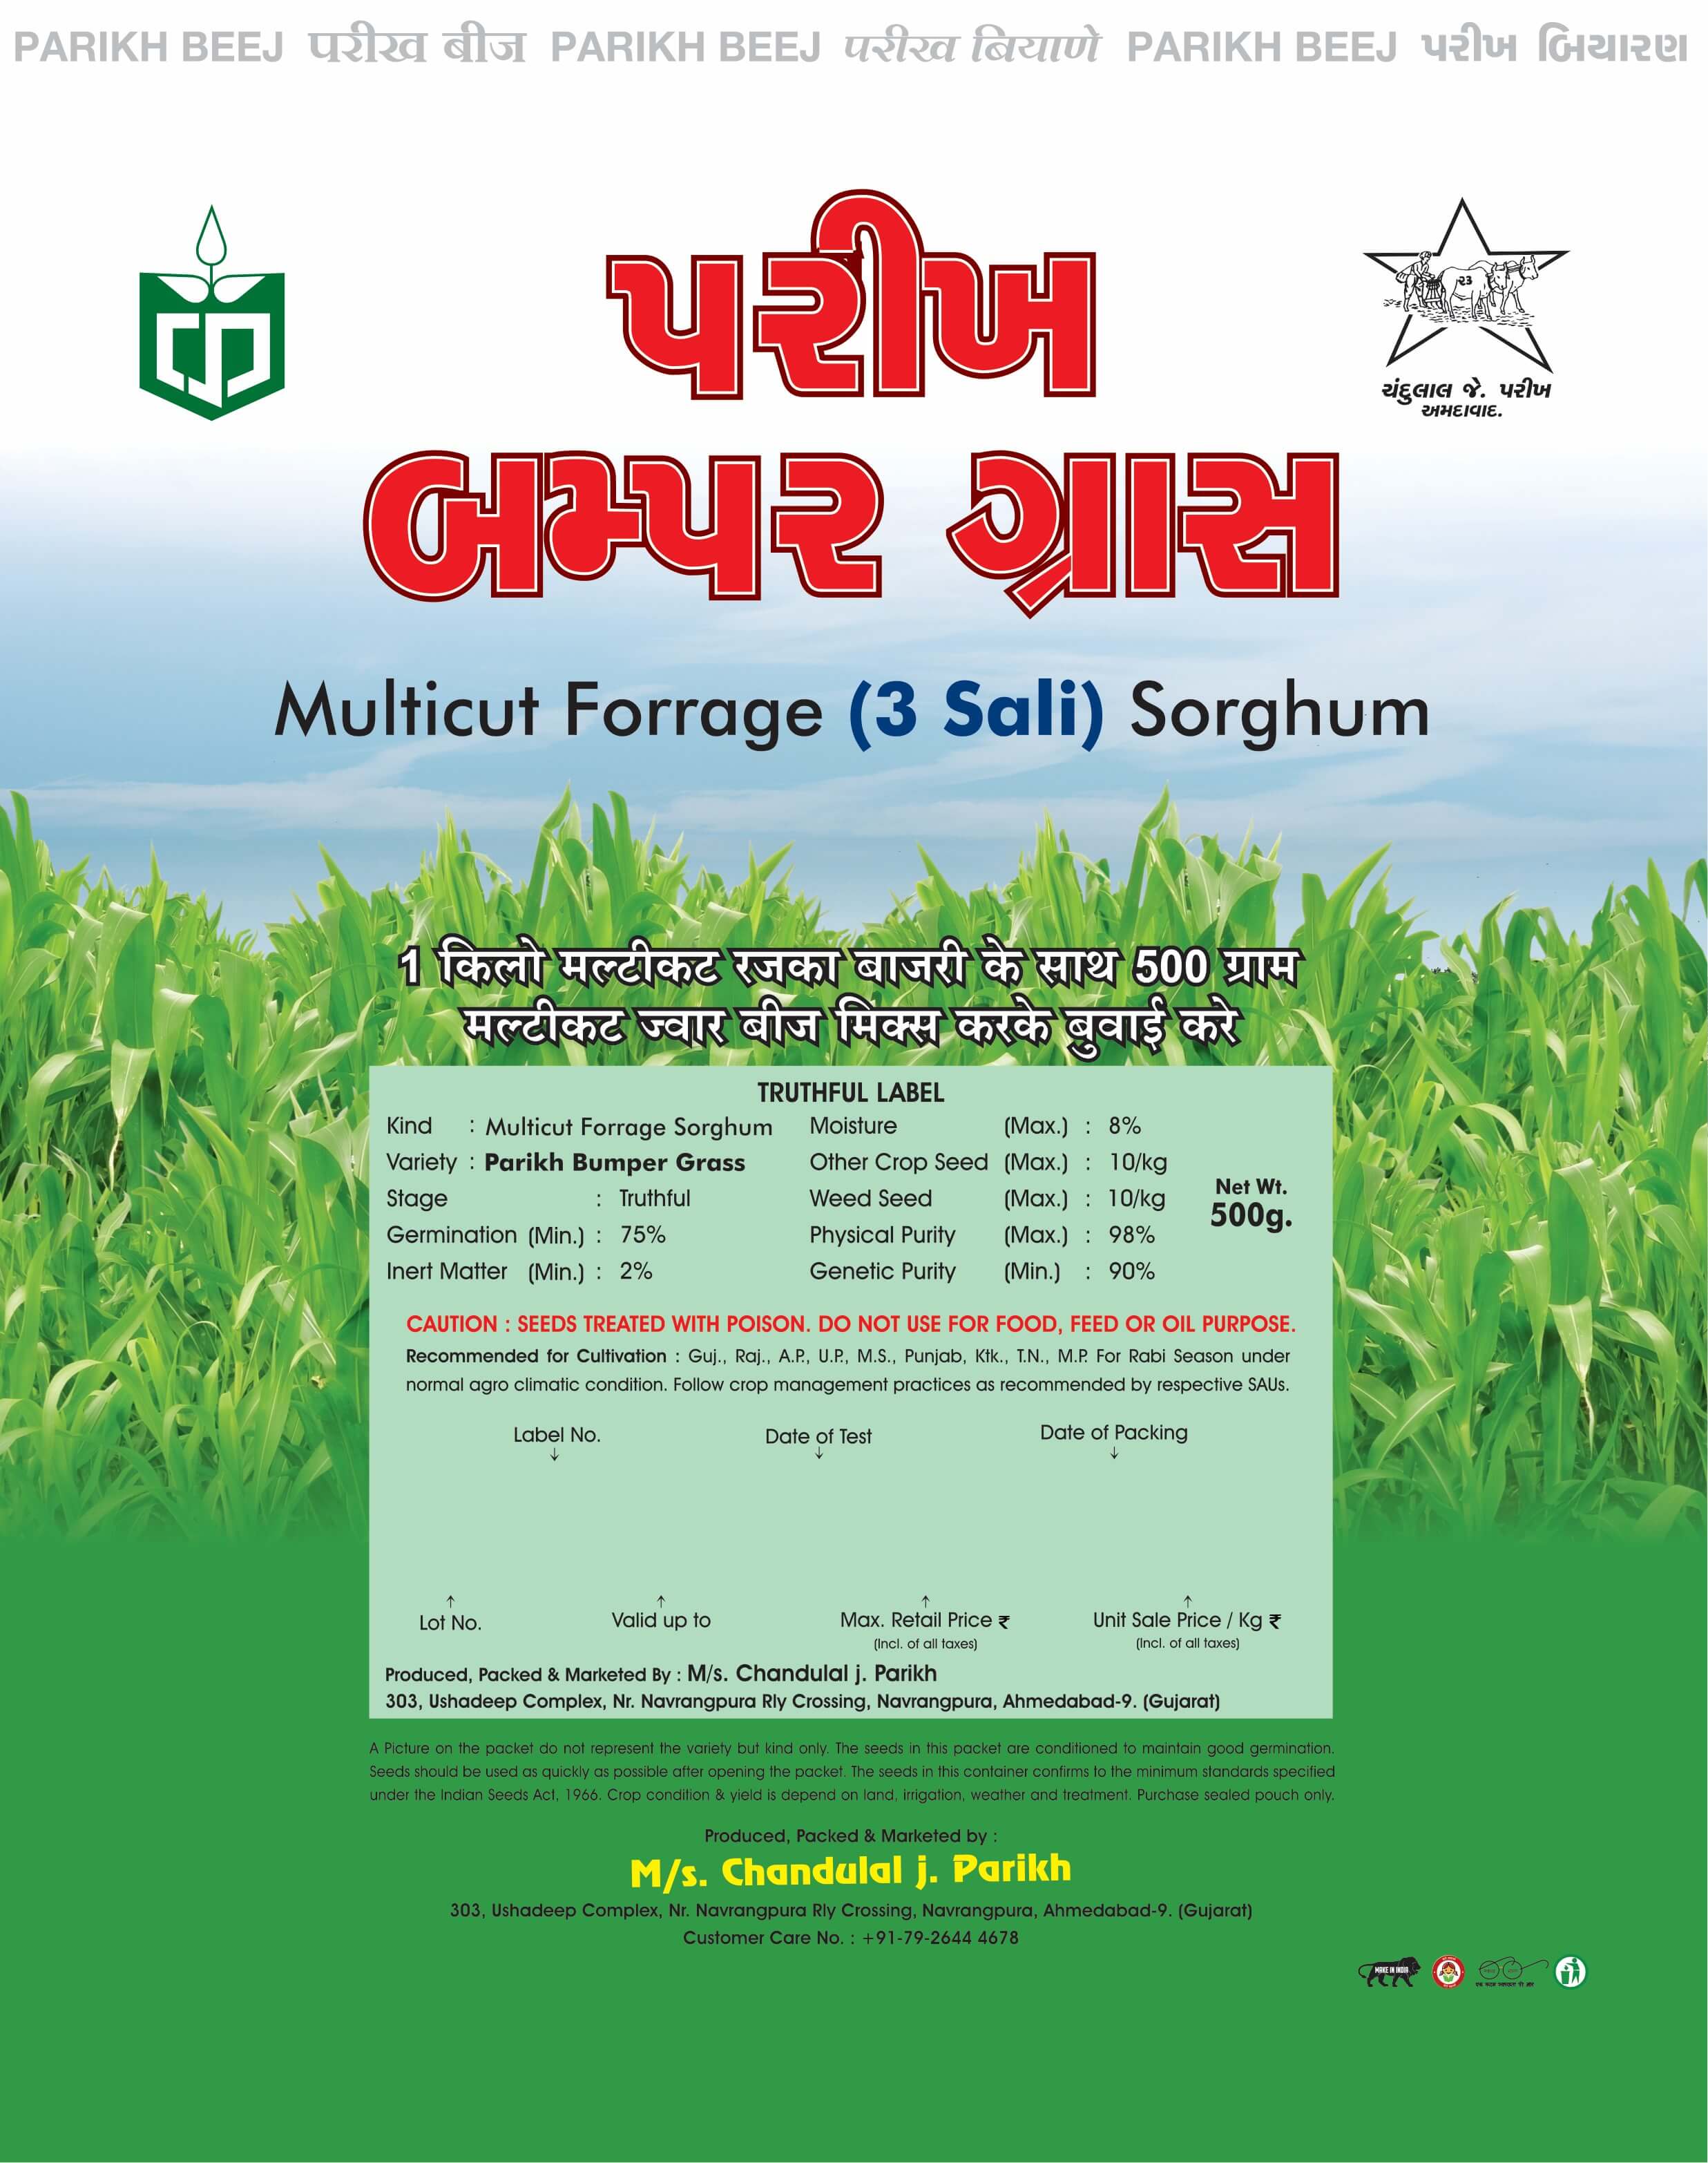 PARIKH BEEJ परीख बीज PARIKH BEEJ परीख बियाणे PARIKH BEEJ પરીખ બિયારણ
પરીખ
૨૩
ચંદુલાલ જે. પરીખ
અમદાવાદ.
બમ્પર ગ્રાસ
Multicut Forrage (3 Sali) Sorghum
1 किलो मल्टीकट रजका बाजरी के साथ 500 ग्राम
मल्टीकट ज्वार बीज मिक्स करके बुवाई करे
TRUTHFUL LABEL
Kind : Multicut Forrage Sorghum Moisture (Max.) : 8%
Variety : Parikh Bumper Grass Other Crop Seed (Max.) : 10/kg
Stage : Truthful Weed Seed (Max.) : 10/kg
Germination (Min.) : 75% Physical Purity (Max.) : 98%
Inert Matter (Min.) : 2% Genetic Purity (Min.) : 90%
Net Wt.
500g.
CAUTION : SEEDS TREATED WITH POISON. DO NOT USE FOR FOOD, FEED OR OIL PURPOSE.
Recommended for Cultivation : Guj., Raj., A.P., U.P., M.S., Punjab, Ktk., T.N., M.P. For Rabi Season under
normal agro climatic condition. Follow crop management practices as recommended by respective SAUs.
Label No. Date of Test Date of Packing
↓ ↓ ↓
↑ ↑ ↑ ↑
Lot No. Valid up to Max. Retail Price ₹ Unit Sale Price / Kg ₹
(Incl. of all taxes) (Incl. of all taxes)
Produced, Packed & Marketed By : M/s. Chandulal j. Parikh
303, Ushadeep Complex, Nr. Navrangpura Rly Crossing, Navrangpura, Ahmedabad-9. (Gujarat)
A Picture on the packet do not represent the variety but kind only. The seeds in this packet are conditioned to maintain good germination.
Seeds should be used as quickly as possible after opening the packet. The seeds in this container confirms to the minimum standards specified
under the Indian Seeds Act, 1966. Crop condition & yield is depend on land, irrigation, weather and treatment. Purchase sealed pouch only.
Produced, Packed & Marketed by :
M/s. Chandulal j. Parikh
303, Ushadeep Complex, Nr. Navrangpura Rly Crossing, Navrangpura, Ahmedabad-9. (Gujarat)
Customer Care No. : +91-79-2644 4678
MAKE IN INDIA
एक कदम स्वच्छता की ओर